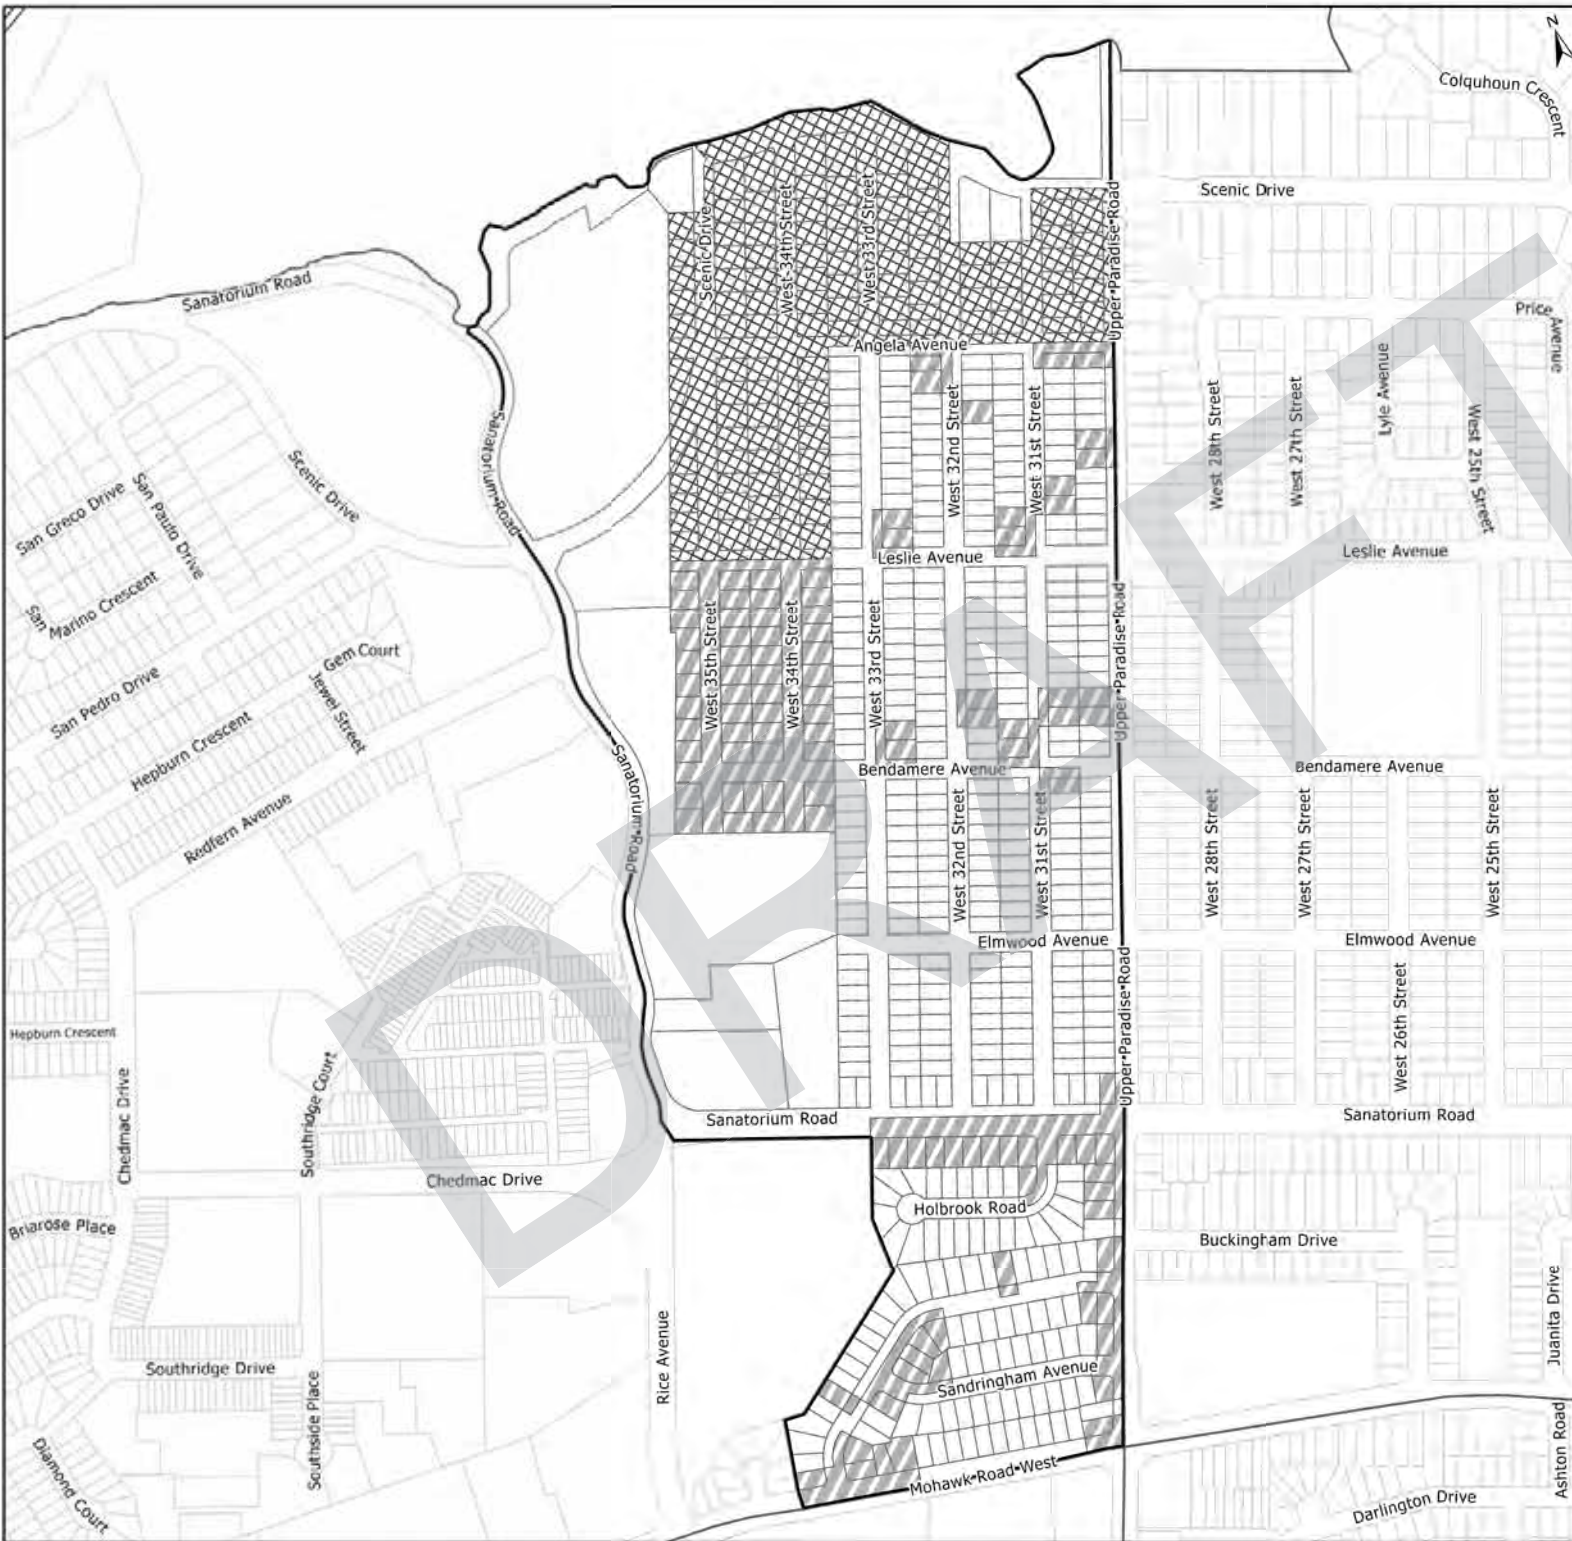 Z
Colquhoun Crescent
Scenic Drive
Upper Paradise Road
West 34th Street
West 33rd Street
Scenic Drive
Sanatorium Road
Price Avenue
Angela Avenue
Lyle Avenue
West 28th Street
West 27th Street
West 25th Street
West 32nd Street
West 31st Street
Sanatorium Road
Scenic Drive
San Greco Drive
San Paulo Drive
Leslie Avenue
Leslie Avenue
San Marino Crescent
West 35th Street
West 34th Street
West 33rd Street
Upper Paradise Road
Gem Court
Jewel Street
San Pedro Drive
Hepburn Crescent
Bendamere Avenue
Bendamere Avenue
Sanatorium Road
Redfern Avenue
West 32nd Street
West 31st Street
West 28th Street
West 27th Street
West 25th Street
Elmwood Avenue
Elmwood Avenue
Upper Paradise Road
West 26th Street
Hepburn Crescent
Chedmac Drive
Southridge Court
Sanatorium Road
Sanatorium Road
Chedmac Drive
Holbrook Road
Briarose Place
Buckingham Drive
Juanita Drive
Rice Avenue
Southridge Drive
Sandringham Avenue
Southside Place
Diamond Court
Mohawk Road West
Ashton Road
Darlington Drive
DRAFT